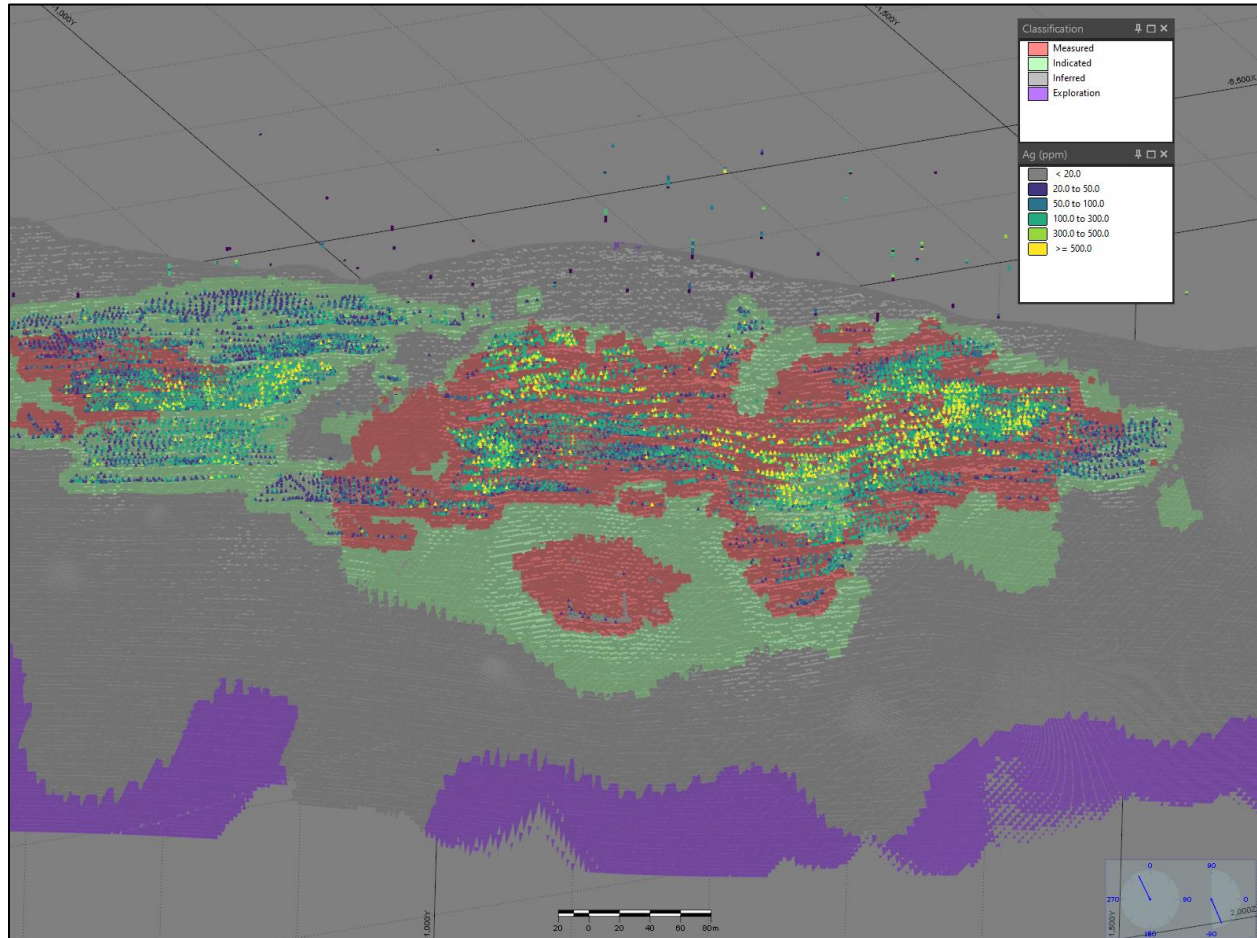 -1,000Y
-1,500Y
-6,500X
Classification
Measured
Indicated
Inferred
Exploration
Ag (ppm)
< 20.0
20.0 to 50.0
50.0 to 100.0
100.0 to 300.0
300.0 to 500.0
>= 500.0
1,000Y
1,500Y
2,000Z
0
270
90
180
90
0
-90
20 0 20 40 60 80m